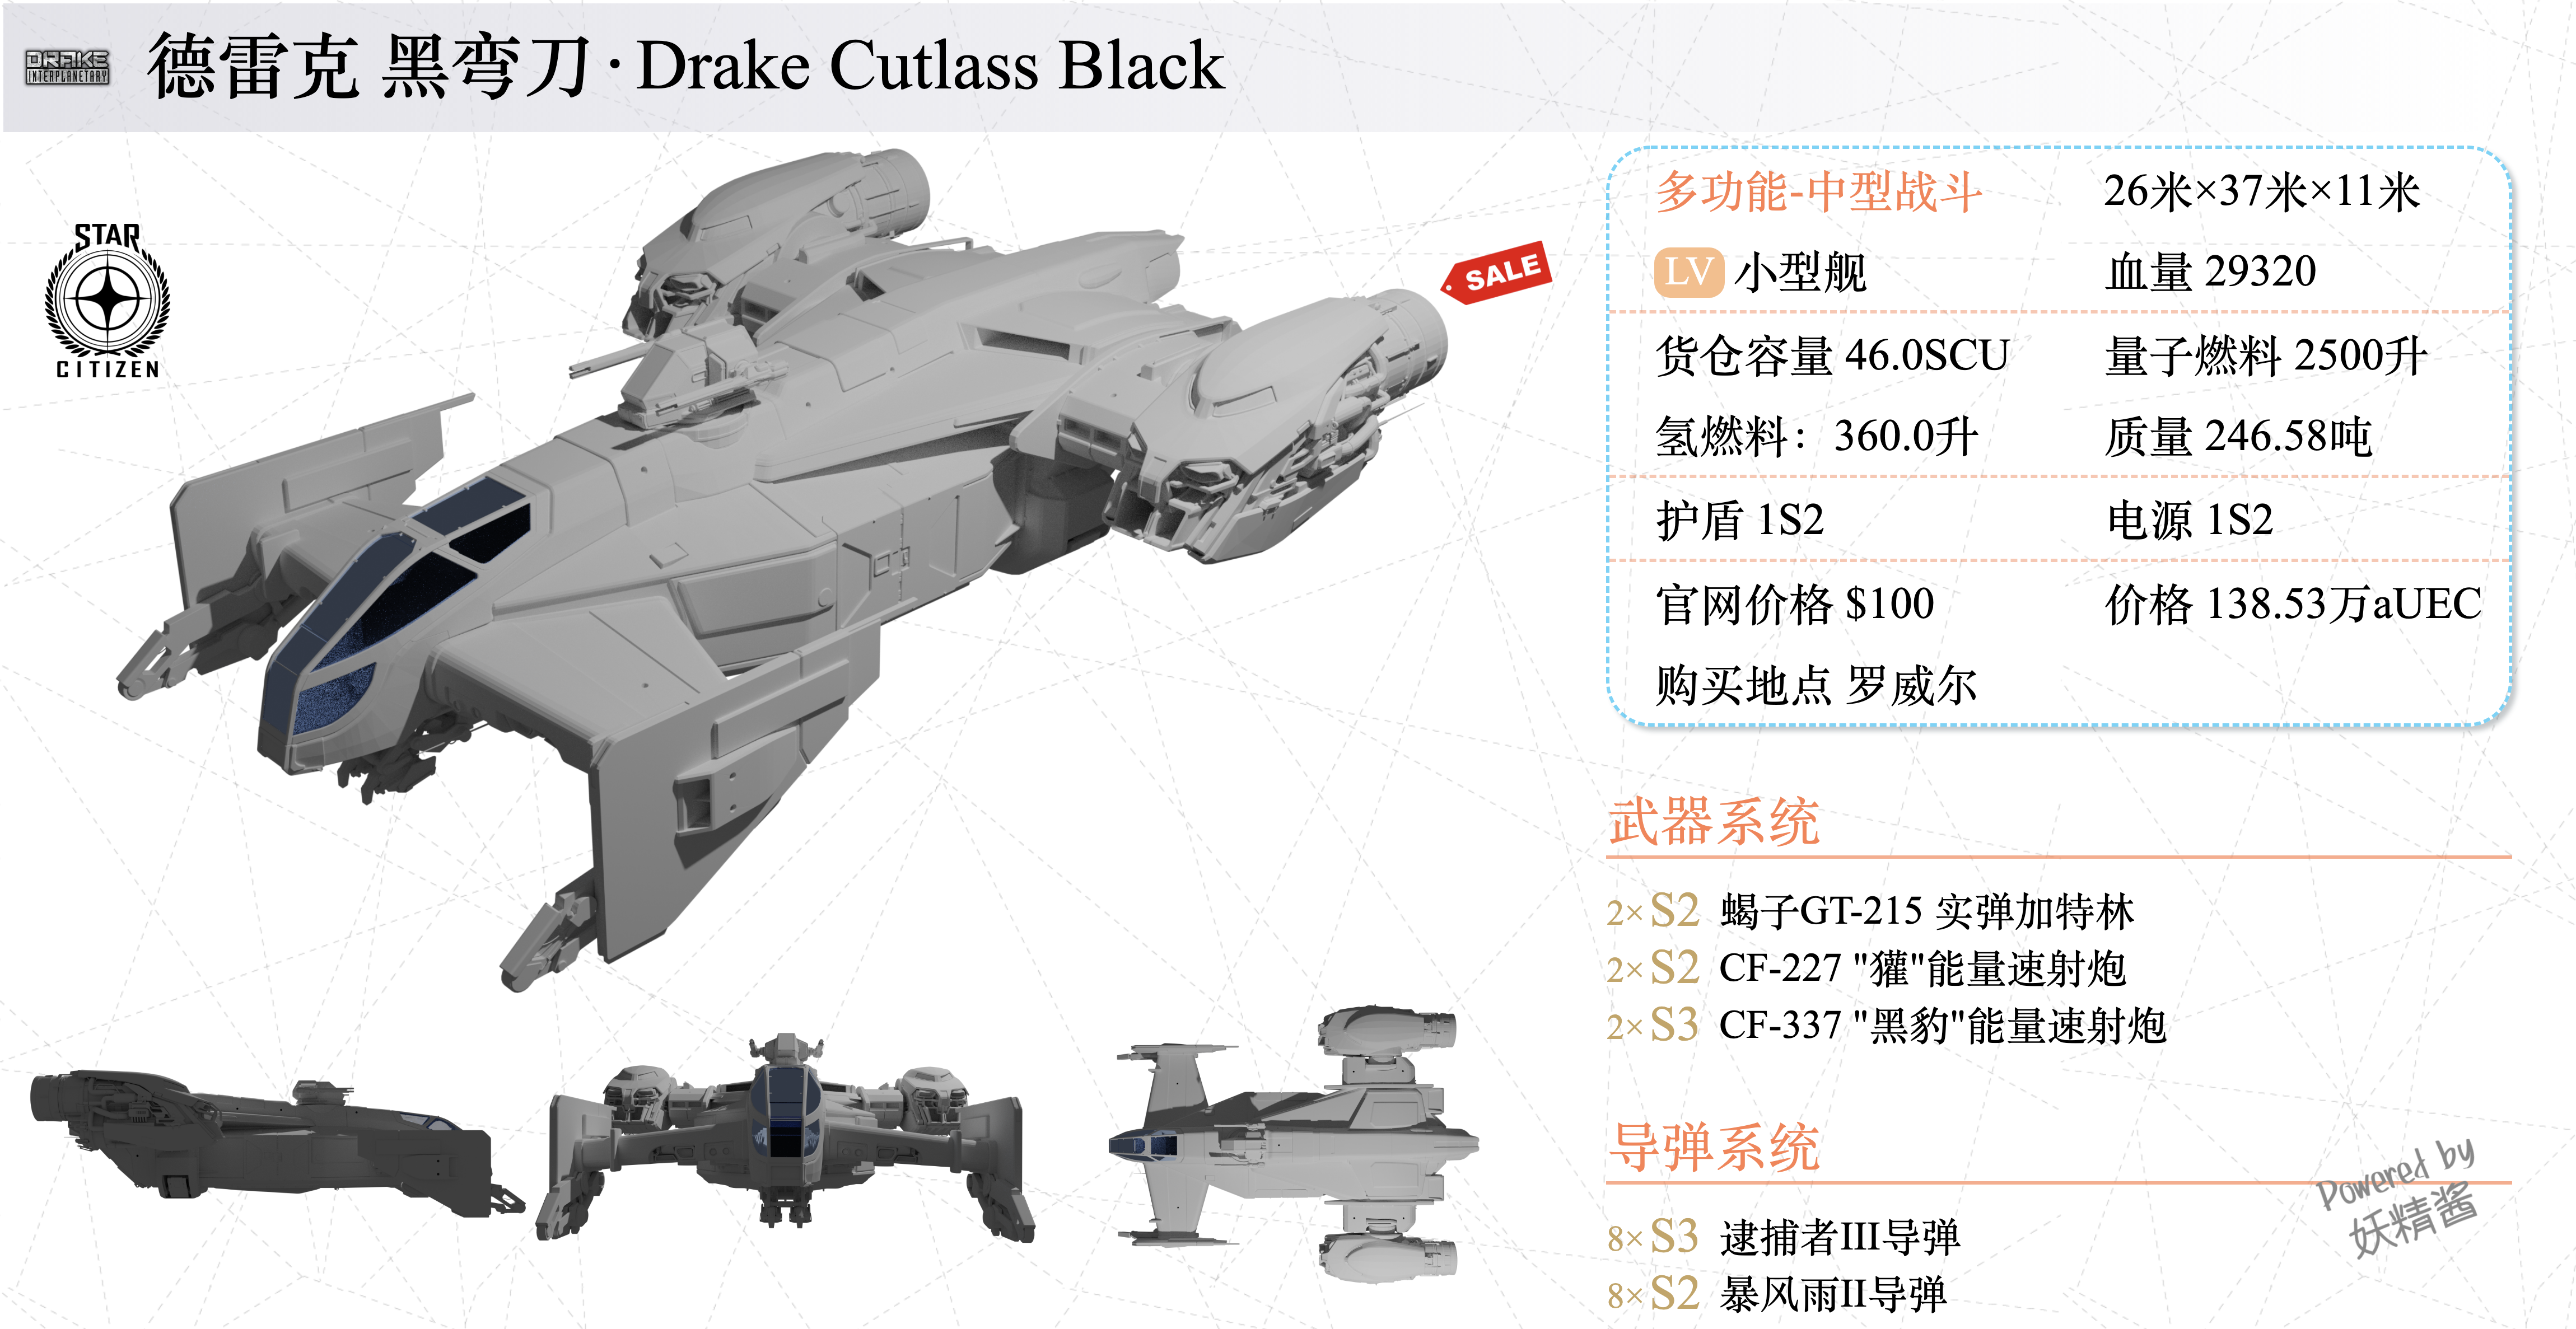 DRAKE
INTERPLANETARY
德雷克 黑弯刀·Drake Cutlass Black
STAR
CITIZEN
SALE
多功能-中型战斗 26米×37米×11米
LV 小型舰 血量 29320
货仓容量 46.0SCU 量子燃料 2500升
氢燃料：360.0升 质量 246.58吨
护盾 1S2 电源 1S2
官网价格 $100 价格 138.53万aUEC
购买地点 罗威尔
武器系统
2× S2 蝎子GT-215 实弹加特林
2× S2 CF-227 "獾"能量速射炮
2× S3 CF-337 "黑豹"能量速射炮
导弹系统
8× S3 逮捕者III导弹
8× S2 暴风雨II导弹
Powered by
妖精酱